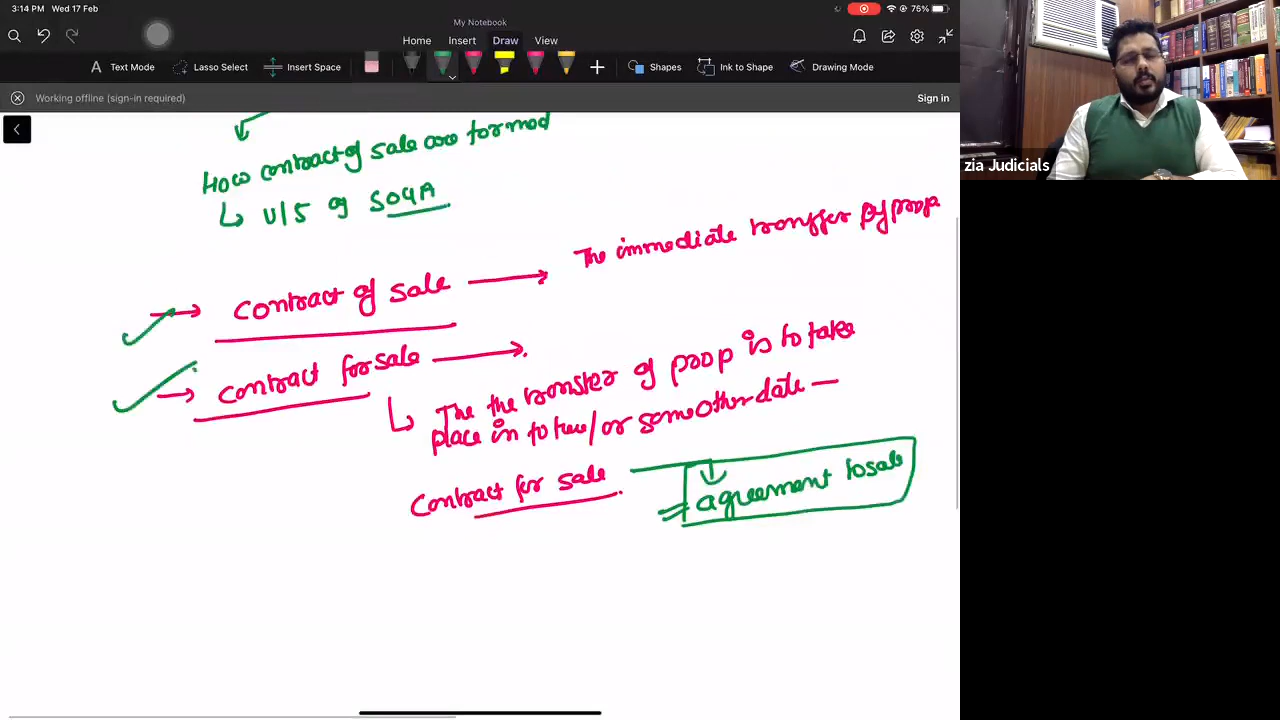 3:14 PM Wed 17 Feb
My Notebook
76%
Home Insert Draw View
Text Mode Lasso Select Insert Space Shapes Ink to Shape Drawing Mode
Working offline (sign-in required) Sign in
How contract of sale are formed
U/5 of SOGA
The immediate transfer of prop
contract of sale
contract for sale
The the transfer of prop is to take
place in future/or some other date —
Contract for sale
agreement to sale
zia Judicials